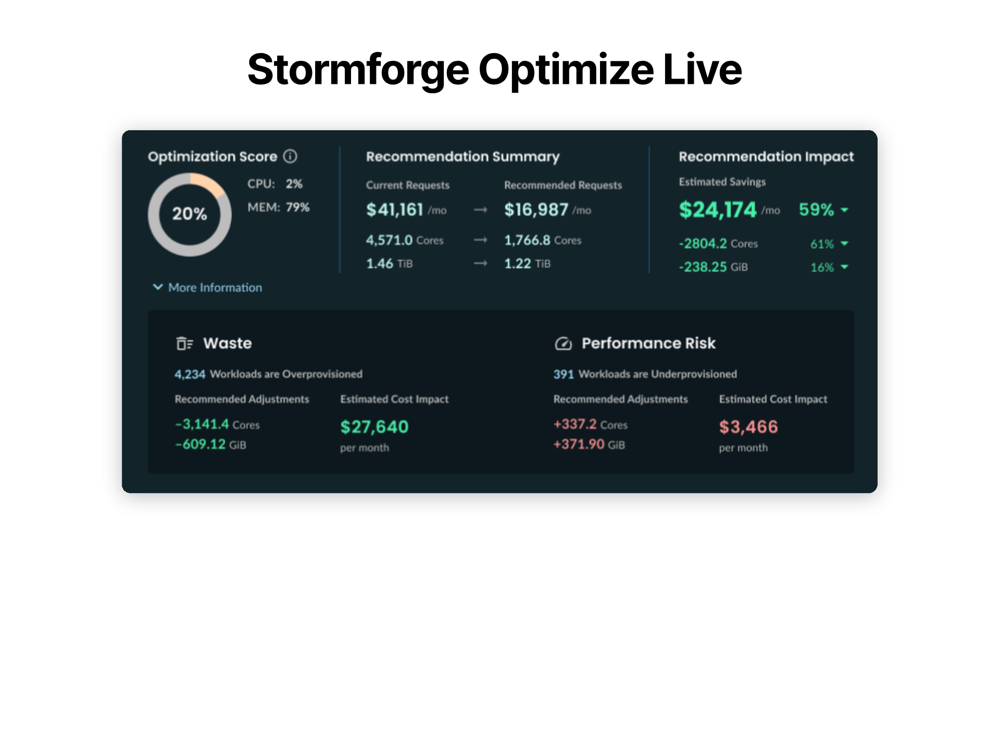 Stormforge Optimize Live
Optimization Score
20%
CPU: 2%
MEM: 79%
More Information
Recommendation Summary
Current Requests Recommended Requests
$41,161 /mo → $16,987 /mo
4,571.0 Cores → 1,766.8 Cores
1.46 TiB → 1.22 TiB
Recommendation Impact
Estimated Savings
$24,174 /mo 59%
-2804.2 Cores 61%
-238.25 GiB 16%
Waste
4,234 Workloads are Overprovisioned
Recommended Adjustments Estimated Cost Impact
–3,141.4 Cores $27,640
–609.12 GiB per month
Performance Risk
391 Workloads are Underprovisioned
Recommended Adjustments Estimated Cost Impact
+337.2 Cores $3,466
+371.90 GiB per month